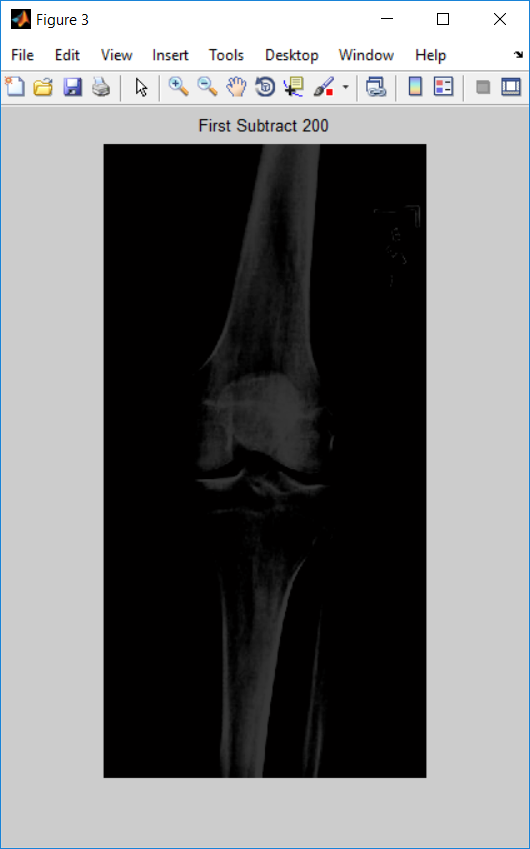 Figure 3
File Edit View Insert Tools Desktop Window Help
First Subtract 200